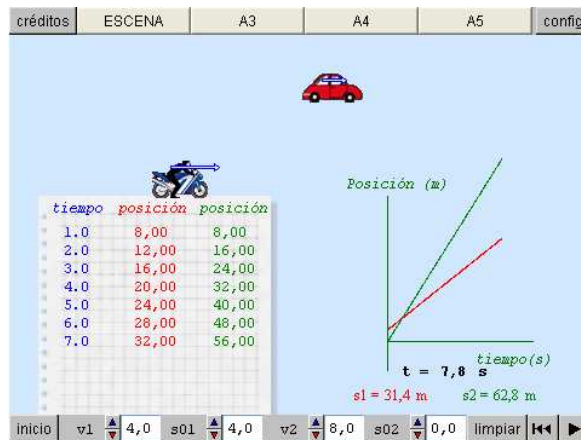 créditos ESCENA A3 A4 A5 config
Posición (m)
tiempo posición posición
1.0 8,00 8,00
2.0 12,00 16,00
3.0 16,00 24,00
4.0 20,00 32,00
5.0 24,00 40,00
6.0 28,00 48,00
7.0 32,00 56,00
tiempo(s)
t = 7,8 s
s1 = 31,4 m s2 = 62,8 m
inicio v1 4,0 s01 4,0 v2 8,0 s02 0,0 limpiar